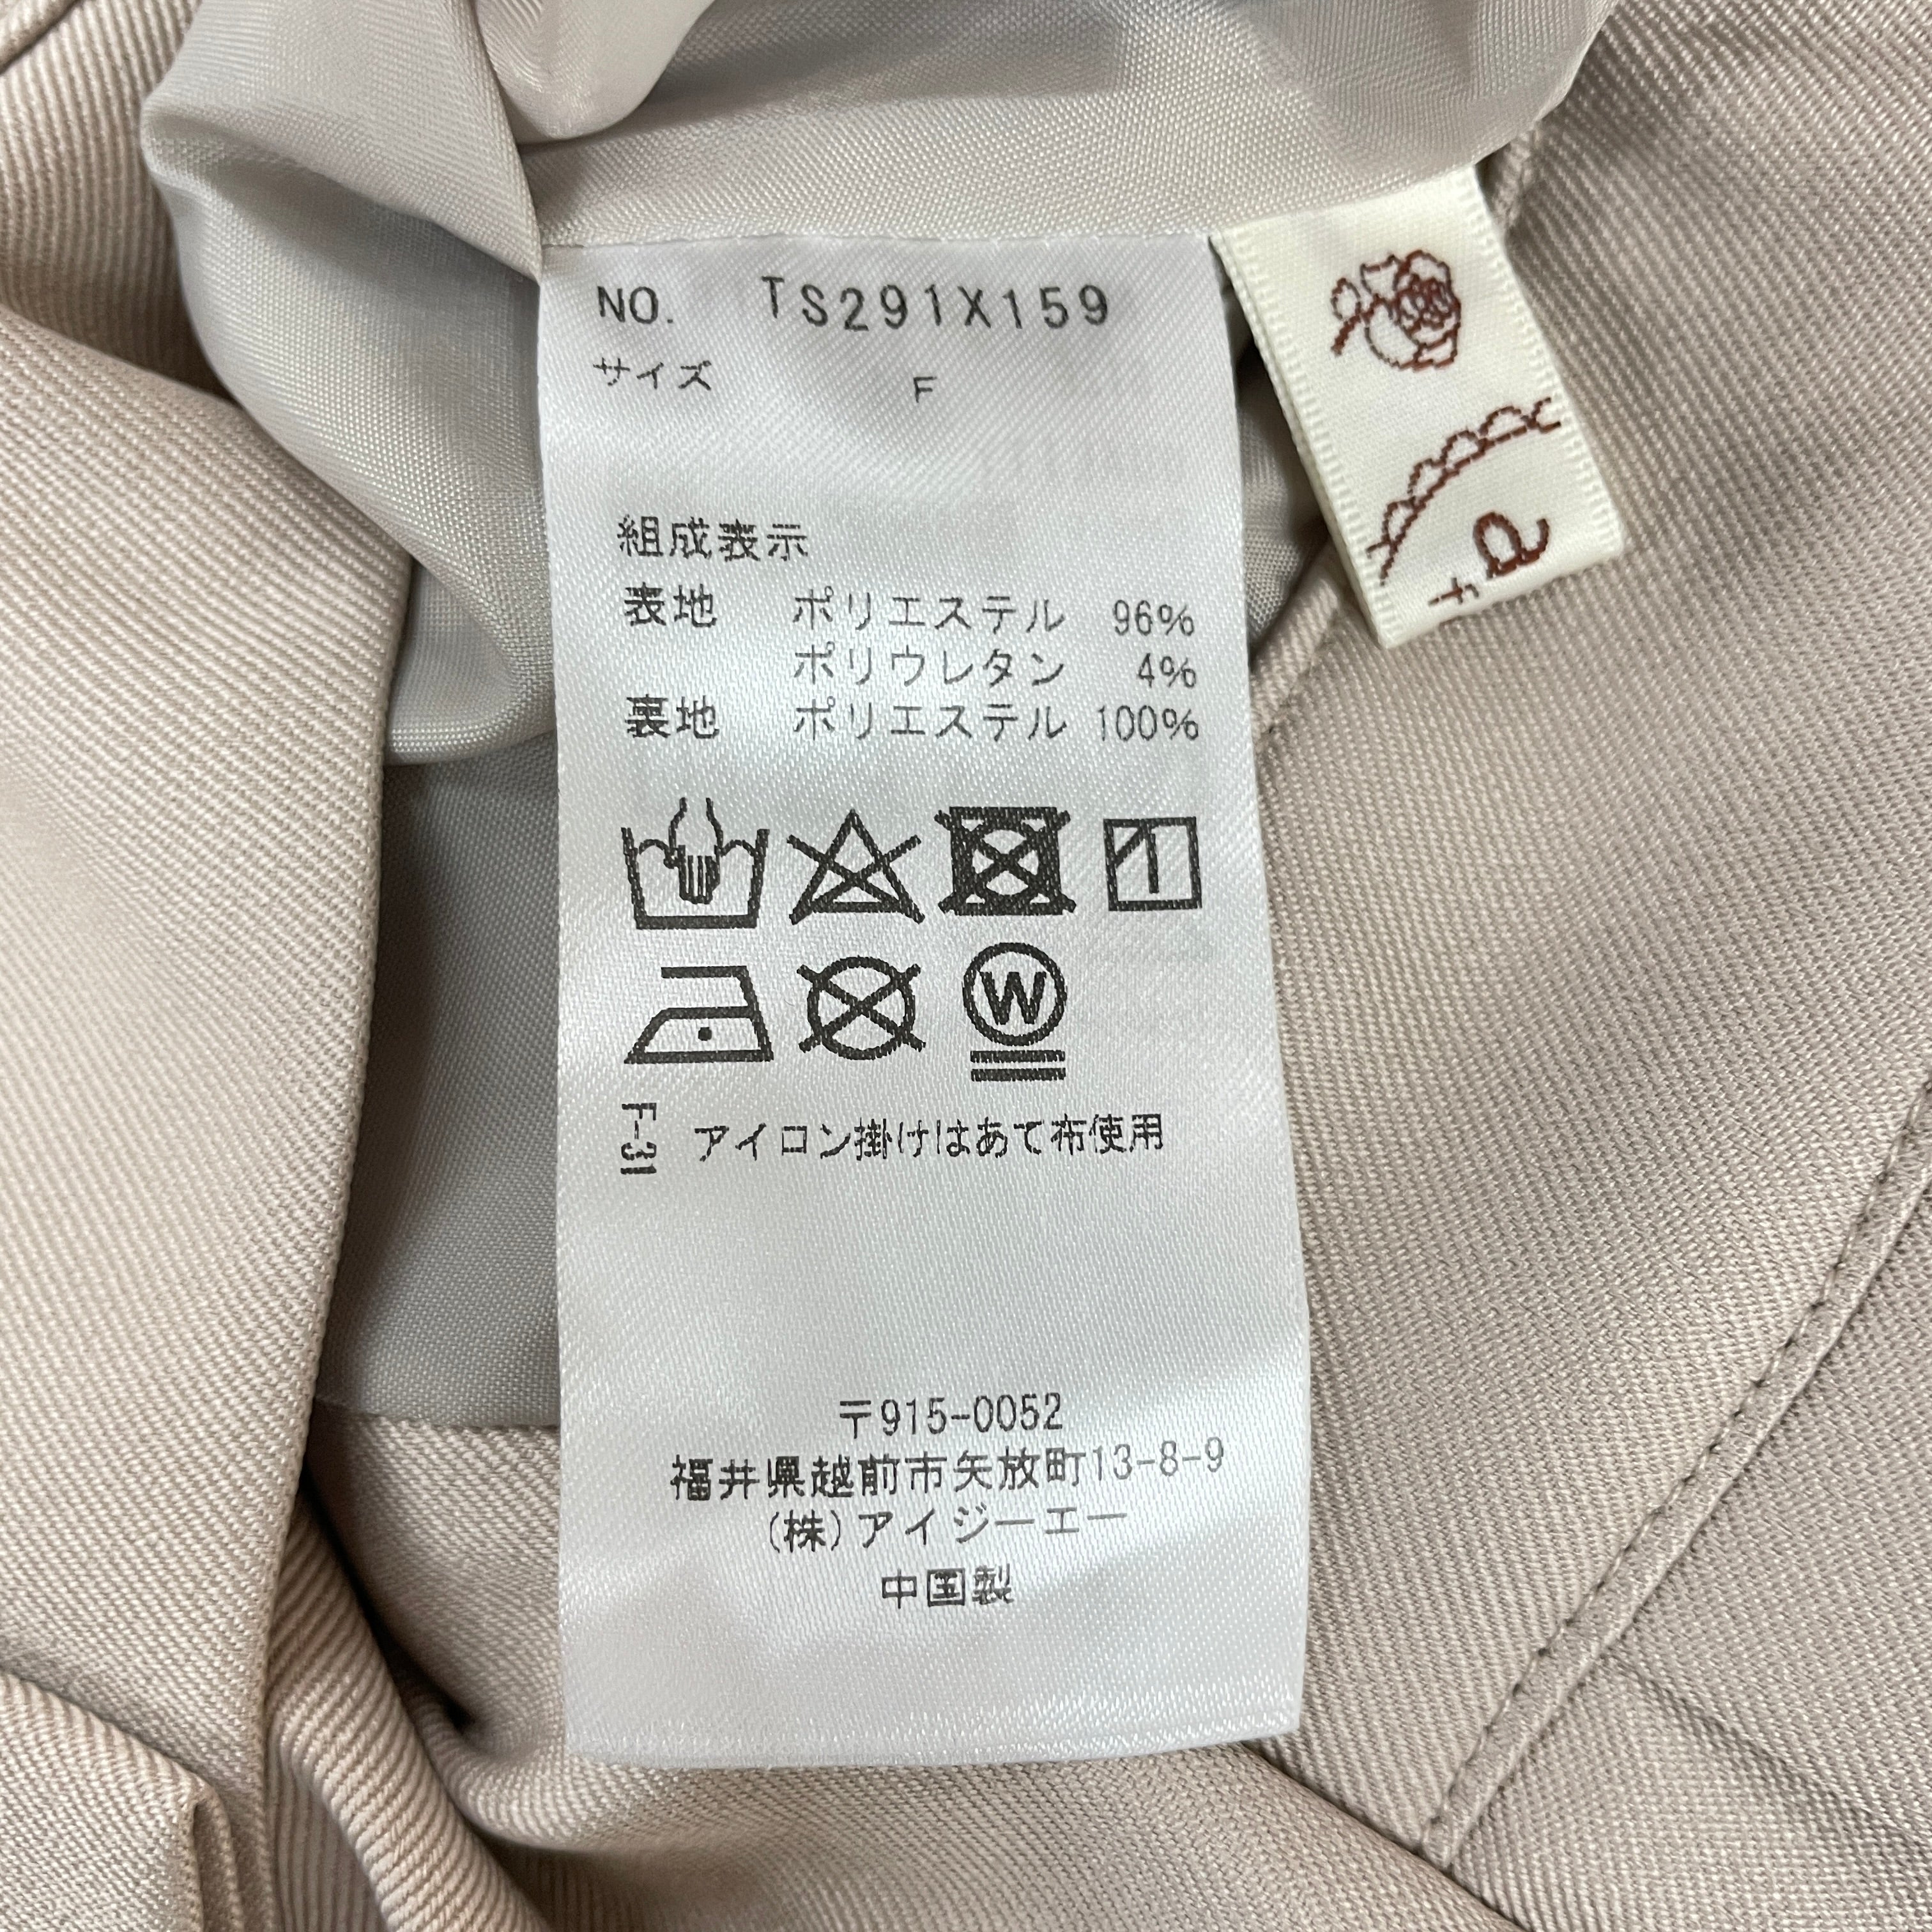 NO. TS291X159
サイズ F
組成表示
表地 ポリエステル 96%
ポリウレタン 4%
裏地 ポリエステル 100%
W
F-31 アイロン掛けはあて布使用
〒915-0052
福井県越前市矢放町13-8-9
(株)アイジーエー
中国製
a